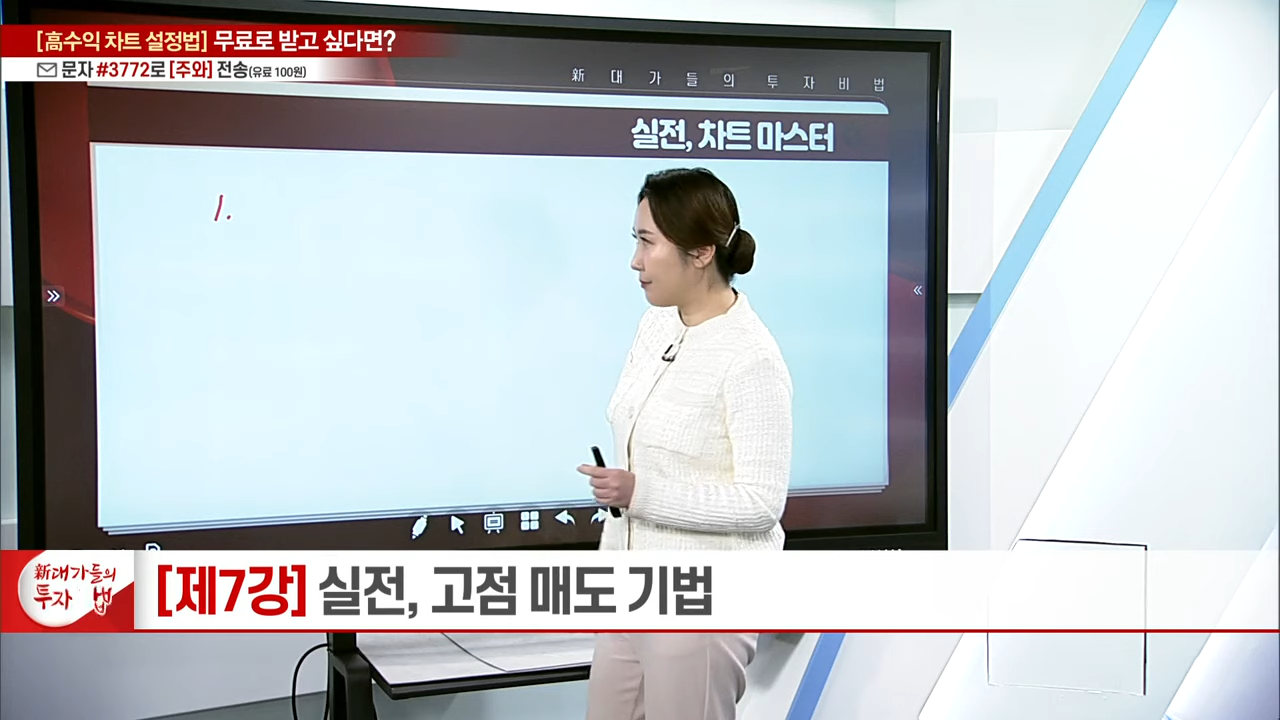 [高수익 차트 설정법] 무료로 받고 싶다면?
문자 #3772로 [주와] 전송(유료 100원)
新 대 가 들 의 투 자 비 법
실전, 차트 마스터
1.
新대가들의
투자 법
[제7강] 실전, 고점 매도 기법